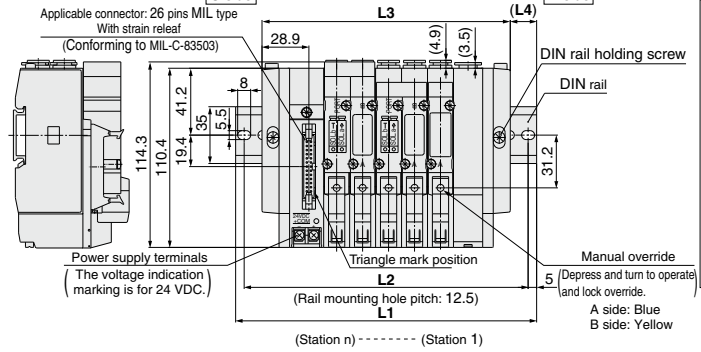 Applicable connector: 26 pins MIL type
With strain releaf
(Conforming to MIL-C-83503)
L3
(L4)
28.9
(4.9)
(3.5)
DIN rail holding screw
DIN rail
8
41.2
35
5.5
19.4
114.3
110.4
31.2
24VDC
+COM
A
A
Power supply terminals
(The voltage indication
marking is for 24 VDC.)
Triangle mark position
Manual override
(Depress and turn to operate
and lock override.)
A side: Blue
B side: Yellow
L2
5
(Rail mounting hole pitch: 12.5)
L1
(Station n) -------- (Station 1)